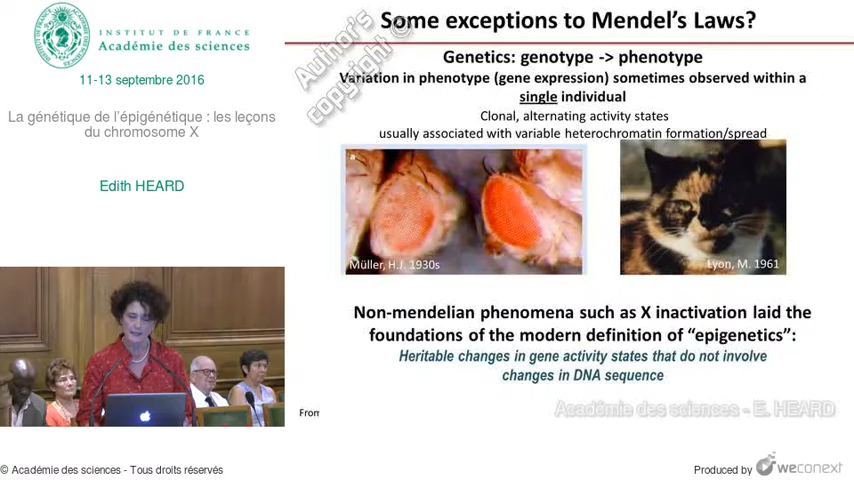 INSTITUT DE FRANCE
Académie des sciences
11-13 septembre 2016
La génétique de l'épigénétique : les leçons
du chromosome X
Edith HEARD
Some exceptions to Mendel's Laws?
Author's
copyright ©
Genetics: genotype -> phenotype
Variation in phenotype (gene expression) sometimes observed within a
single individual
Clonal, alternating activity states
usually associated with variable heterochromatin formation/spread
a
Müller, H.J. 1930s
Lyon, M. 1961
Non-mendelian phenomena such as X inactivation laid the
foundations of the modern definition of “epigenetics”:
Heritable changes in gene activity states that do not involve
changes in DNA sequence
From
Académie des sciences - E. HEARD
© Académie des sciences - Tous droits réservés
Produced by weconext